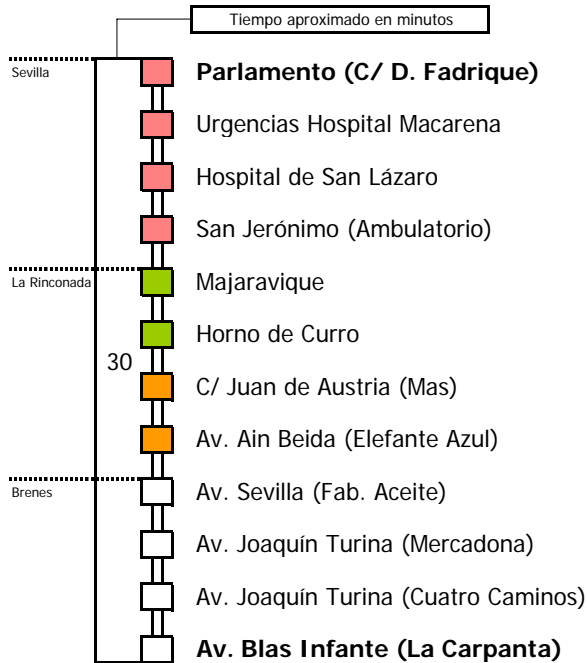 Tiempo aproximado en minutos
Sevilla
Parlamento (C/ D. Fadrique)
Urgencias Hospital Macarena
Hospital de San Lázaro
San Jerónimo (Ambulatorio)
La Rinconada
Majaravique
Horno de Curro
30
C/ Juan de Austria (Mas)
Av. Ain Beida (Elefante Azul)
Brenes
Av. Sevilla (Fab. Aceite)
Av. Joaquín Turina (Mercadona)
Av. Joaquín Turina (Cuatro Caminos)
Av. Blas Infante (La Carpanta)